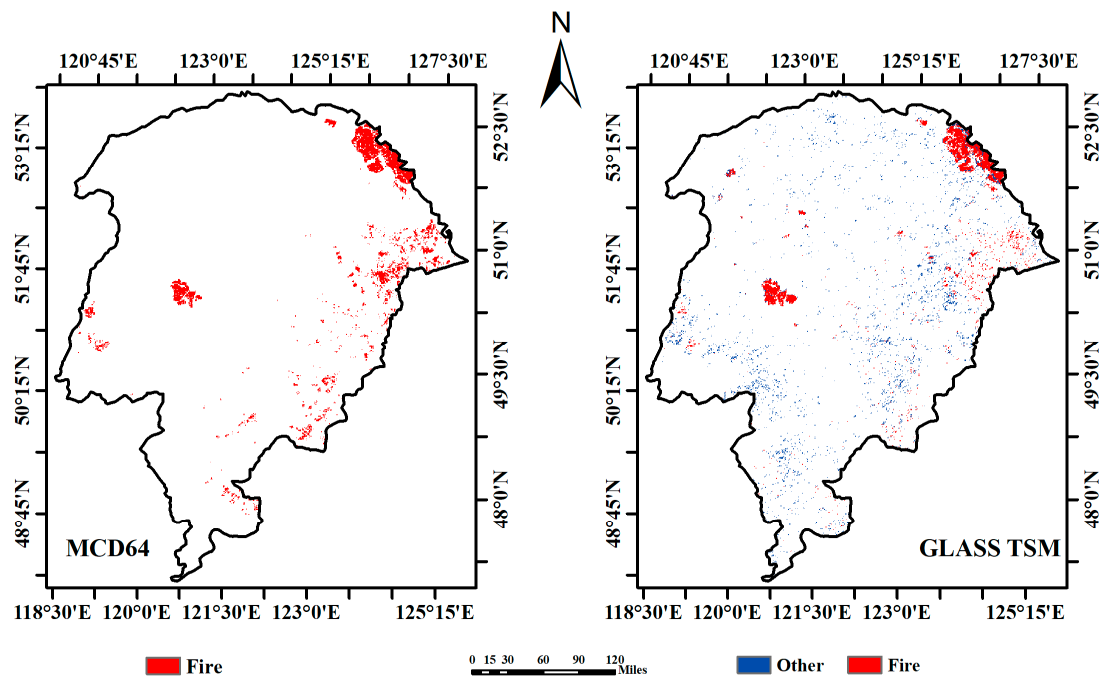 N
120°45'E 123°0'E 125°15'E 127°30'E
120°45'E 123°0'E 125°15'E 127°30'E
53°15'N
51°45'N
50°15'N
48°45'N
52°30'N
51°0'N
49°30'N
48°0'N
53°15'N
51°45'N
50°15'N
48°45'N
52°30'N
51°0'N
49°30'N
48°0'N
MCD64
GLASS TSM
118°30'E 120°0'E 121°30'E 123°0'E 125°15'E
118°30'E 120°0'E 121°30'E 123°0'E 125°15'E
Fire
0 15 30 60 90 120
Miles
Other
Fire